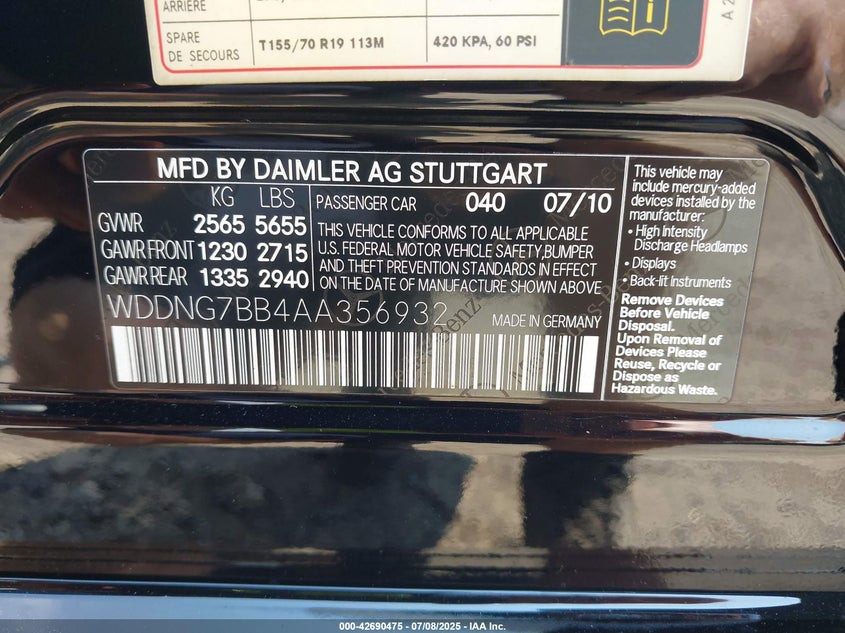 ARRIÈRE
SPARE
DE SECOURS
T155/70 R19 113M
420 KPA, 60 PSI
A 2
MFD BY DAIMLER AG STUTTGART
KG LBS
GVWR 2565 5655
GAWR FRONT 1230 2715
GAWR REAR 1335 2940
PASSENGER CAR 040 07/10
THIS VEHICLE CONFORMS TO ALL APPLICABLE
U.S. FEDERAL MOTOR VEHICLE SAFETY,BUMPER
AND THEFT PREVENTION STANDARDS IN EFFECT
ON THE DATE OF MANUFACTURE SHOWN ABOVE
WDDNG7BB4AA356932
MADE IN GERMANY
This vehicle may
include mercury-added
devices installed by the
manufacturer:
• High Intensity
Discharge Headlamps
• Displays
• Back-lit Instruments
Remove Devices
Before Vehicle
Disposal.
Upon Removal of
Devices Please
Reuse, Recycle or
Dispose as
Hazardous Waste.
000-42690475 - 07/08/2025 - IAA Inc.